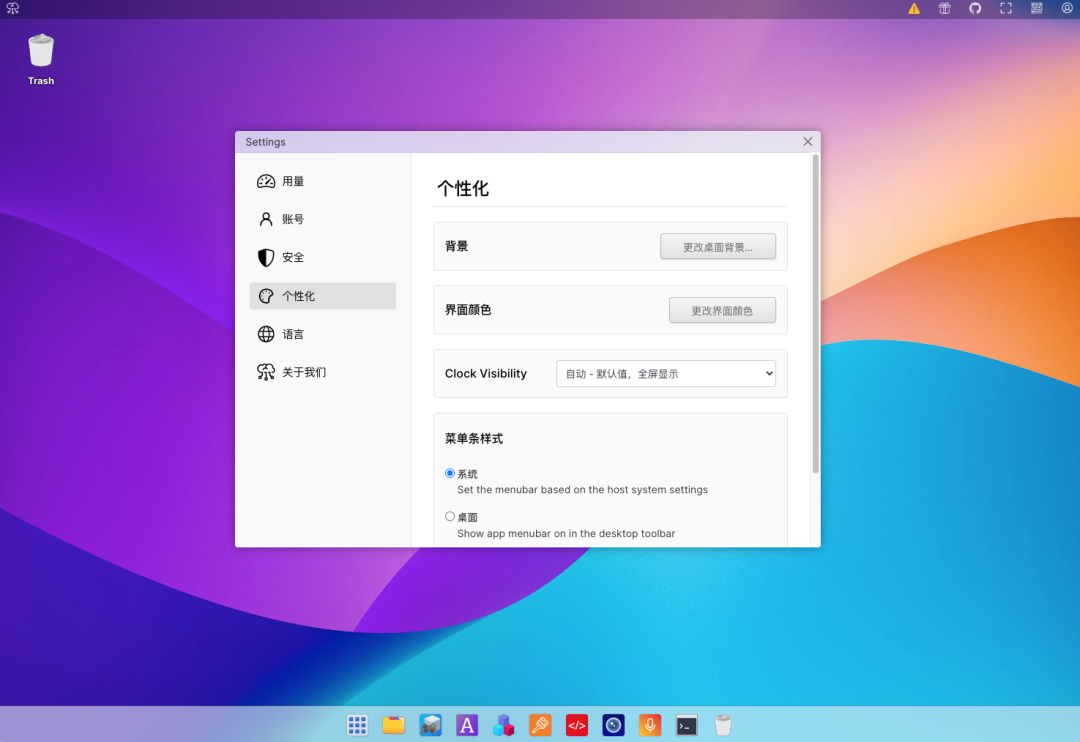 Trash
Settings
用量
账号
安全
个性化
语言
关于我们
个性化
背景
更改桌面背景...
界面颜色
更改界面颜色
Clock Visibility
自动 - 默认值，全屏显示
菜单条样式
系统
Set the menubar based on the host system settings
桌面
Show app menubar on in the desktop toolbar
A
</>
>_